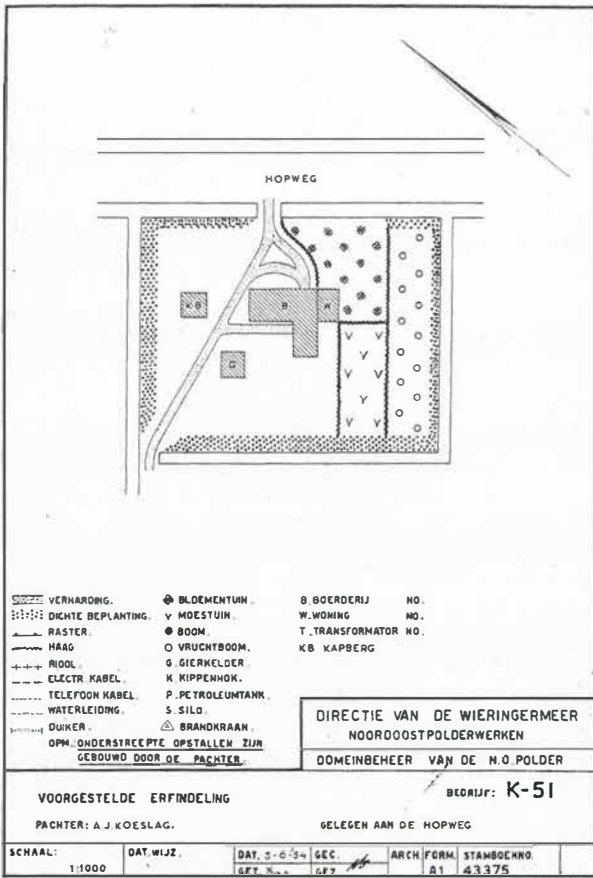 HOPWEG
KB
B
W
G
VERHARDING.
DICHTE BEPLANTING.
RASTER.
HAAG
RIOOL
ELECTR KABEL.
TELEFOON KABEL.
WATERLEIDING.
DUIKER.
BLOEMENTUIN.
V MOESTUIN.
BOOM.
VRUCHTBOOM.
G. GIERKELDER
K. KIPPENHOK.
P. PETROLEUMTANK.
S. SILO.
BRANDKRAAN.
B. BOERDERIJ NO.
W. WONING NO.
T. TRANSFORMATOR NO.
KB KAPBERG
OPM. ONDERSTREEPTE OPSTALLEN ZIJN
GEBOUWD DOOR DE PACHTER.
DIRECTIE VAN DE WIERINGERMEER
NOORDOOSTPOLDERWERKEN
DOMEINBEHEER VAN DE N.O. POLDER
VOORGESTELDE ERFINDELING
BEDRIJF: K-51
PACHTER: A.J. KOESLAG.
GELEGEN AAN DE HOPWEG
SCHAAL: 1:1000
DAT. WIJZ.
DAT. 3-6-54 GEC.
GET. GEZ
ARCH. FORM. A1
STAMBOEKNO. 43375